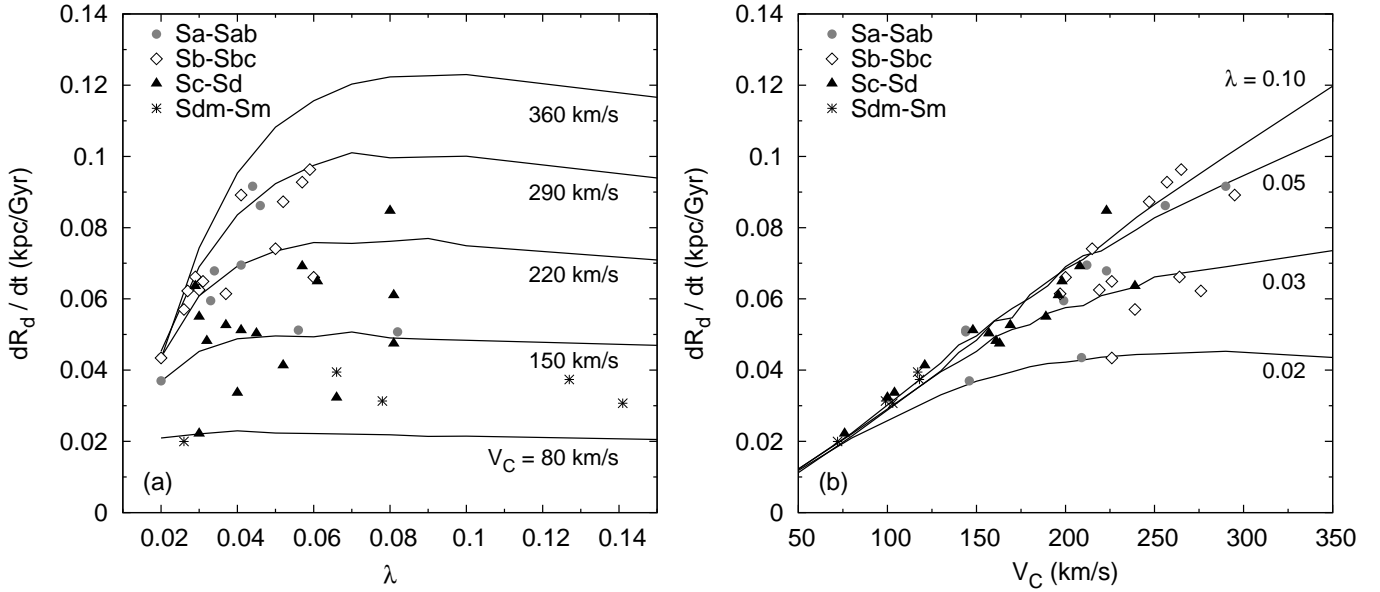 0.14
0.12
0.1
0.08
0.06
0.04
0.02
0
dR_d / dt (kpc/Gyr)
Sa-Sab
Sb-Sbc
Sc-Sd
Sdm-Sm
360 km/s
290 km/s
220 km/s
150 km/s
V_C = 80 km/s
(a)
0.02 0.04 0.06 0.08 0.1 0.12 0.14
λ
0.14
0.12
0.1
0.08
0.06
0.04
0.02
0
dR_d / dt (kpc/Gyr)
Sa-Sab
Sb-Sbc
Sc-Sd
Sdm-Sm
λ = 0.10
0.05
0.03
0.02
(b)
50 100 150 200 250 300 350
V_C (km/s)